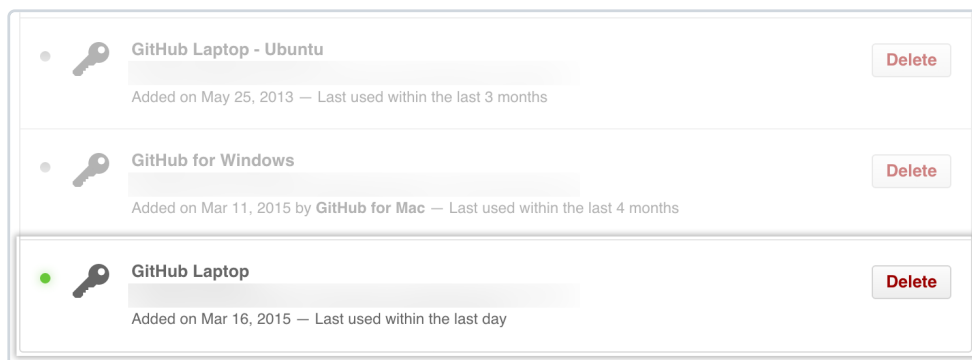 GitHub Laptop - Ubuntu
Delete
Added on May 25, 2013 — Last used within the last 3 months
GitHub for Windows
Delete
Added on Mar 11, 2015 by GitHub for Mac — Last used within the last 4 months
GitHub Laptop
Delete
Added on Mar 16, 2015 — Last used within the last day